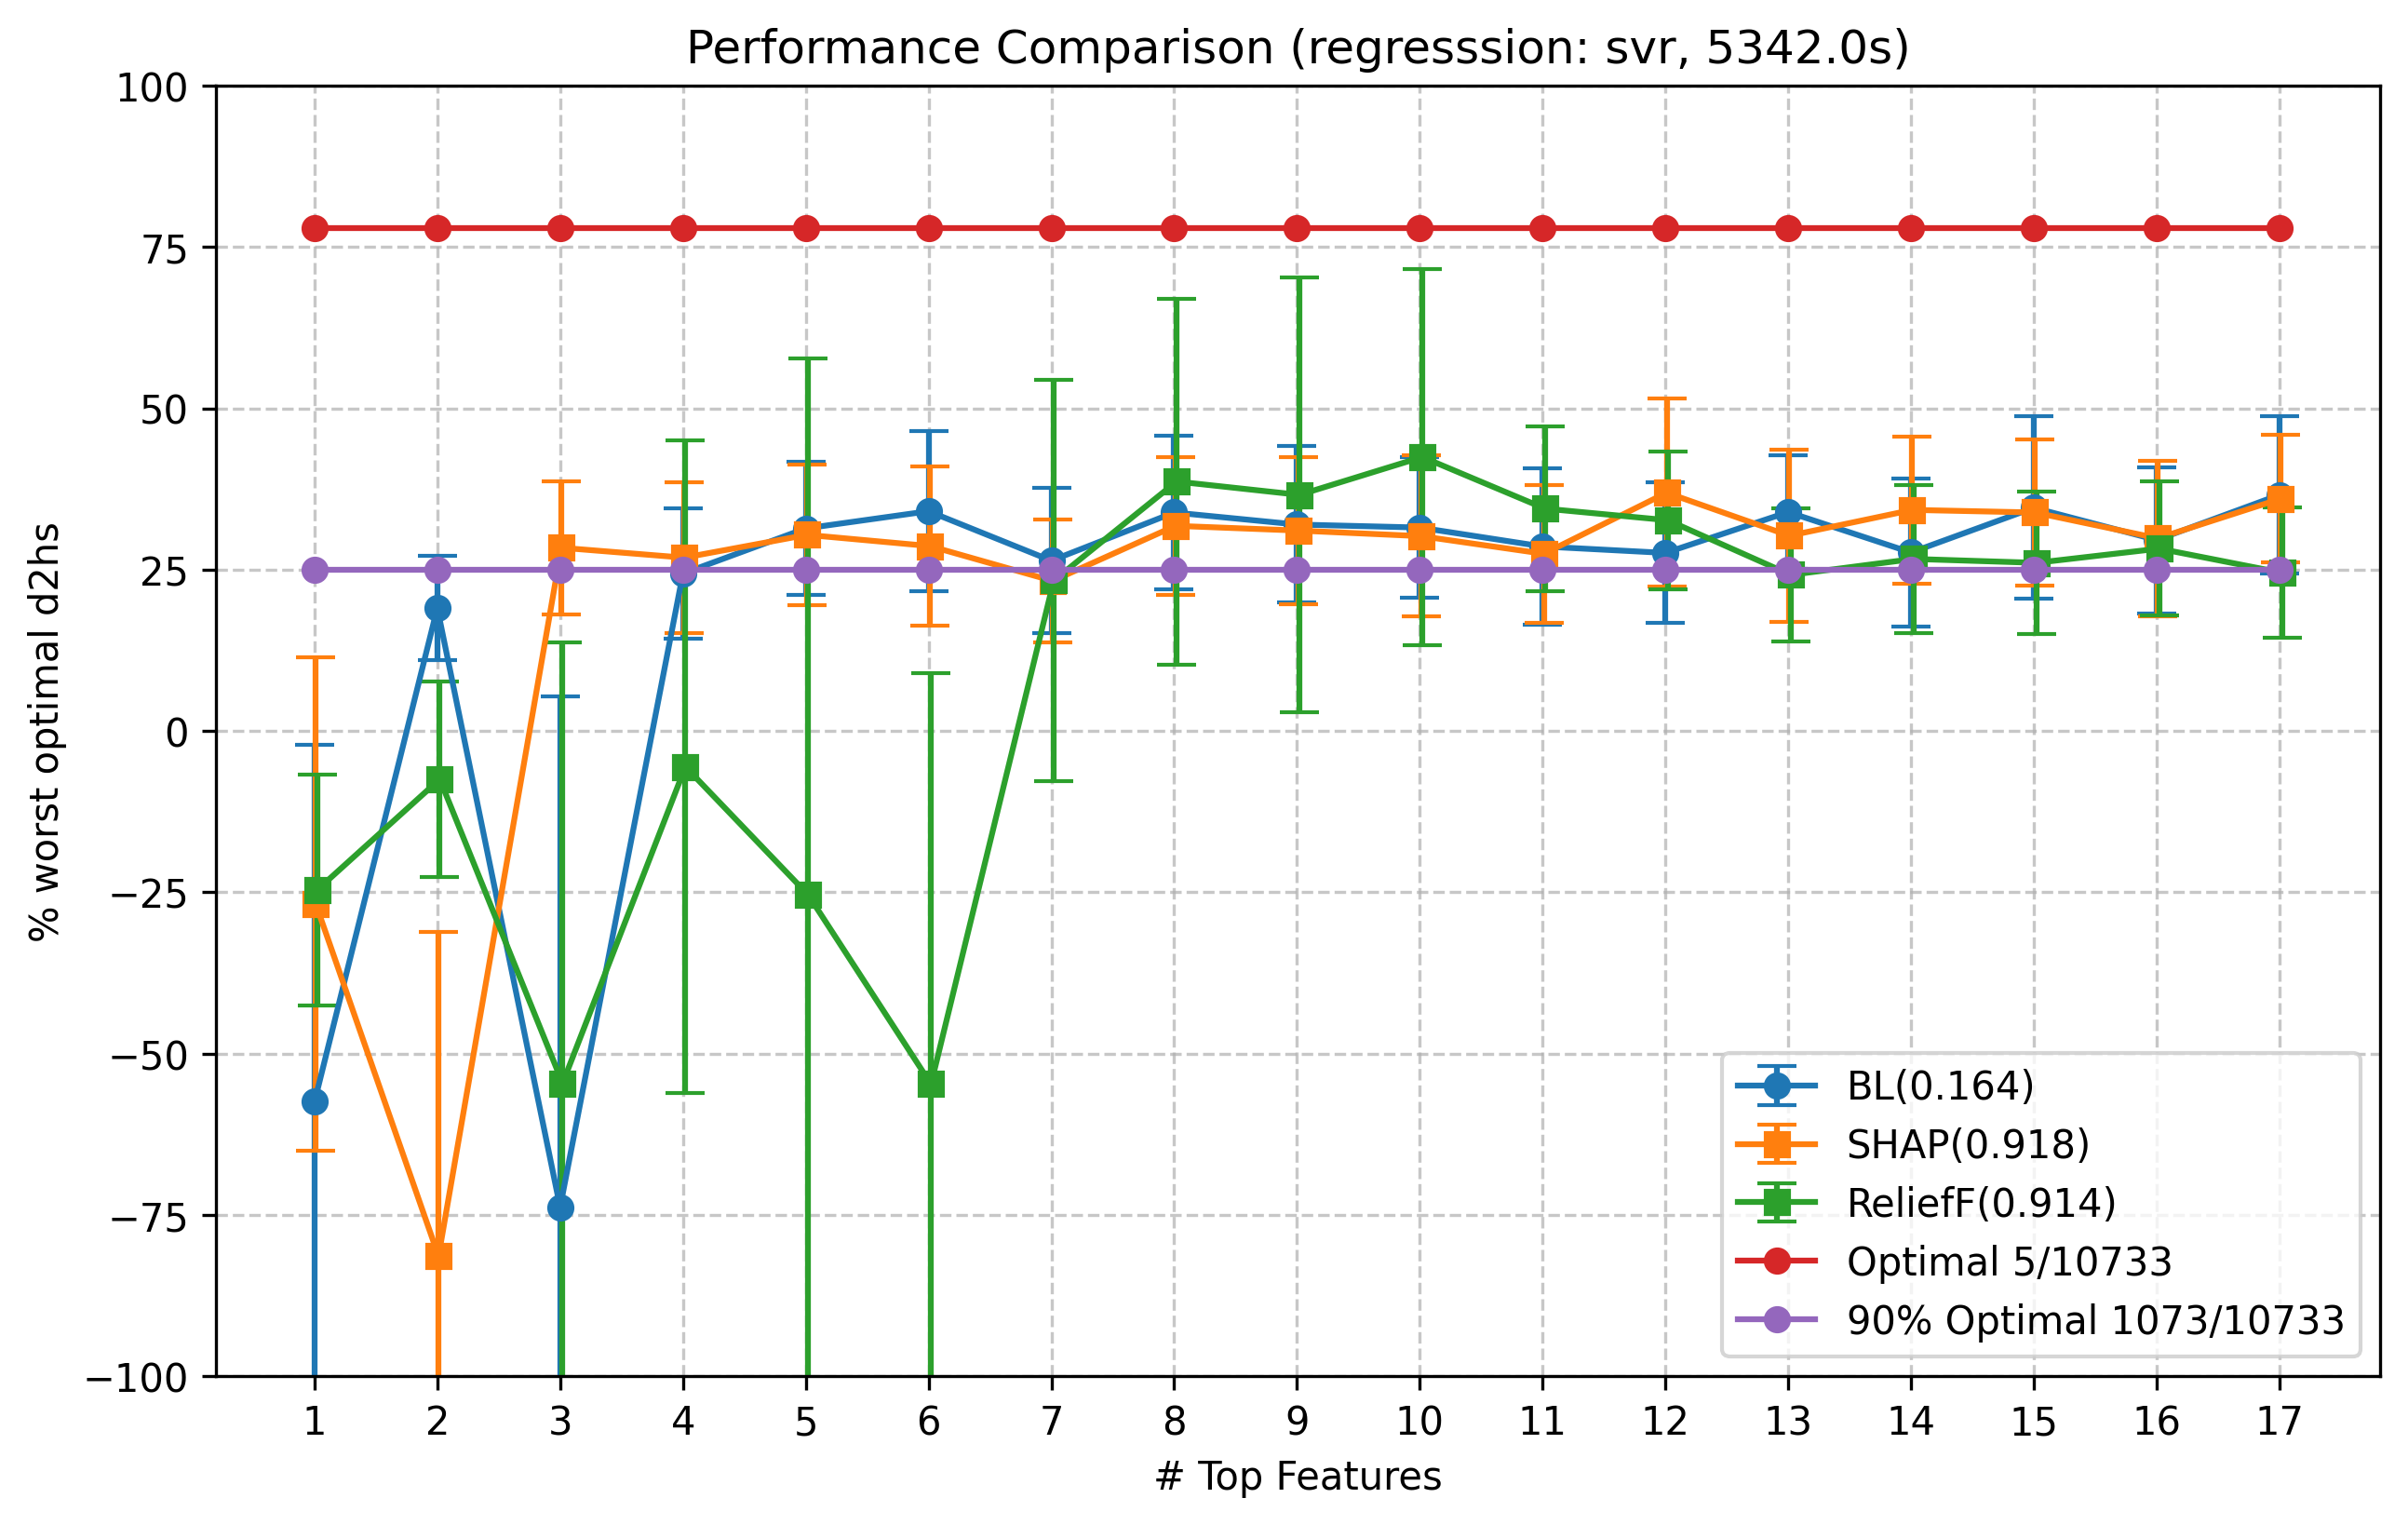 Performance Comparison (regresssion: svr, 5342.0s)
% worst optimal d2hs
100
75
50
25
0
−25
−50
−75
−100
1 2 3 4 5 6 7 8 9 10 11 12 13 14 15 16 17
# Top Features
BL(0.164)
SHAP(0.918)
ReliefF(0.914)
Optimal 5/10733
90% Optimal 1073/10733